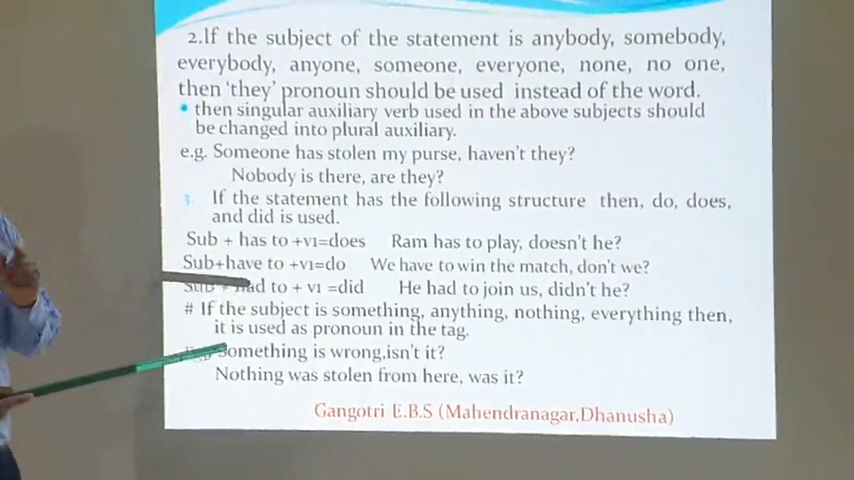 2.If the subject of the statement is anybody, somebody,
everybody, anyone, someone, everyone, none, no one,
then 'they' pronoun should be used instead of the word.
• then singular auxiliary verb used in the above subjects should
be changed into plural auxiliary.
e.g. Someone has stolen my purse, haven't they?
Nobody is there, are they?
3. If the statement has the following structure then, do, does,
and did is used.
Sub + has to +v1=does Ram has to play, doesn't he?
Sub+have to +v1=do We have to win the match, don't we?
Sub + had to + v1 =did He had to join us, didn't he?
# If the subject is something, anything, nothing, everything then,
it is used as pronoun in the tag.
Something is wrong,isn't it?
Nothing was stolen from here, was it?
Gangotri E.B.S (Mahendranagar,Dhanusha)